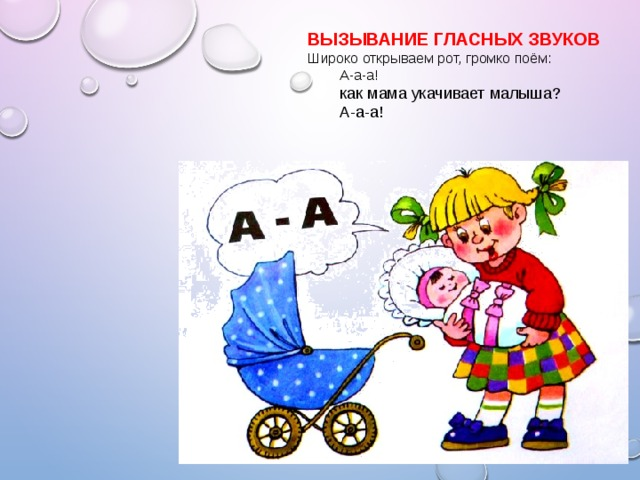 ВЫЗЫВАНИЕ ГЛАСНЫХ ЗВУКОВ
Широко открываем рот, громко поём:
А-а-а!
как мама укачивает малыша?
А-а-а!
А - А